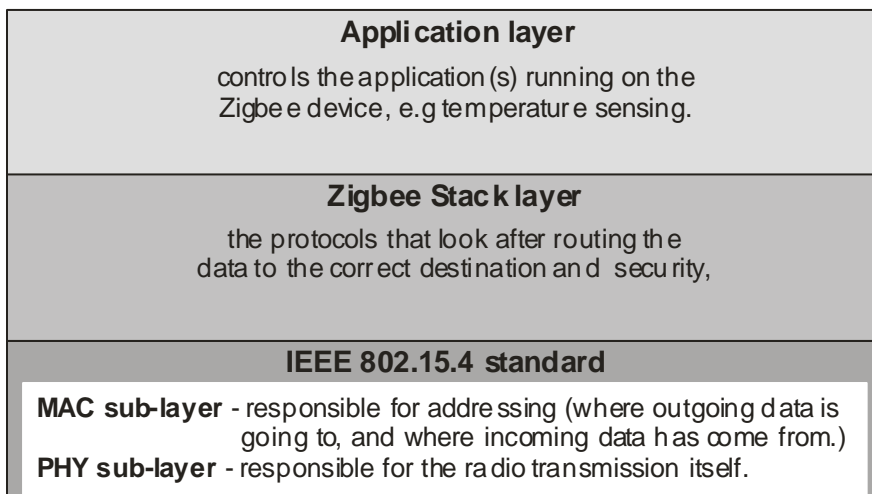 Application layer
controls the application(s) running on the
Zigbee device, e.g temperature sensing.
Zigbee Stack layer
the protocols that look after routing the
data to the correct destination and security,
IEEE 802.15.4 standard
MAC sub-layer - responsible for addressing (where outgoing data is
going to, and where incoming data has come from.)
PHY sub-layer - responsible for the radio transmission itself.